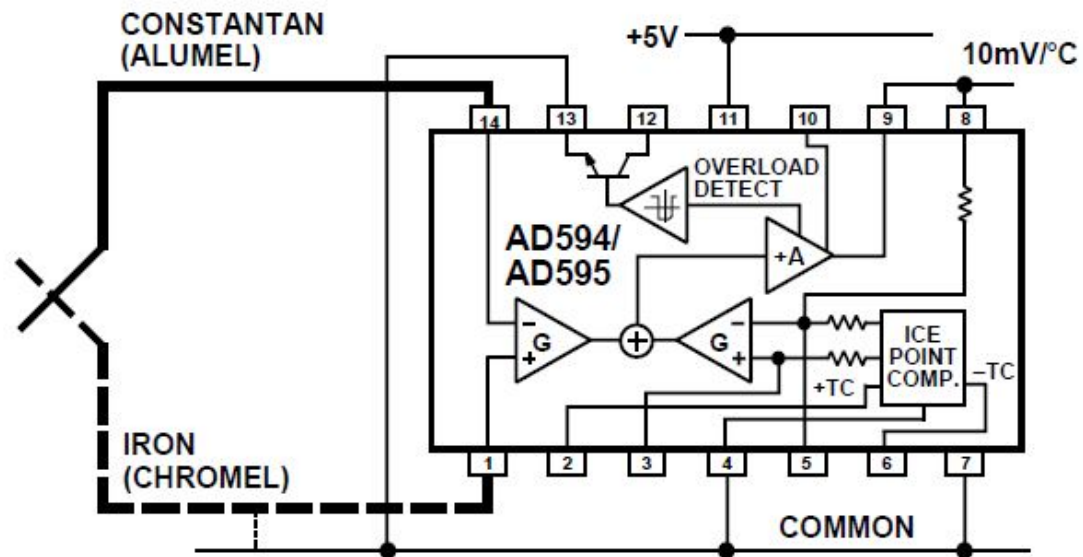 CONSTANTAN
(ALUMEL)
+5V
10mV/°C
14
13
12
11
10
9
8
OVERLOAD
DETECT
AD594/
AD595
+A
–
G
+
+
–
G
+
ICE
POINT
COMP.
+TC
–TC
IRON
(CHROMEL)
1
2
3
4
5
6
7
COMMON